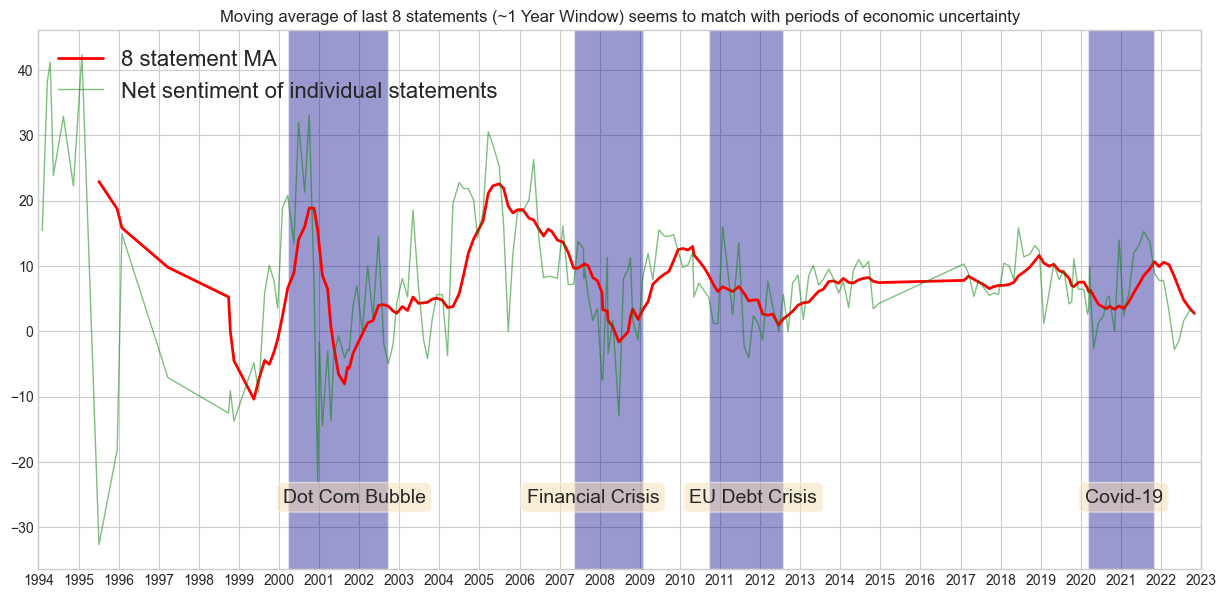 Moving average of last 8 statements (~1 Year Window) seems to match with periods of economic uncertainty
8 statement MA
Net sentiment of individual statements
40
30
20
10
0
−10
−20
−30
Dot Com Bubble
Financial Crisis
EU Debt Crisis
Covid-19
1994 1995 1996 1997 1998 1999 2000 2001 2002 2003 2004 2005 2006 2007 2008 2009 2010 2011 2012 2013 2014 2015 2016 2017 2018 2019 2020 2021 2022 2023